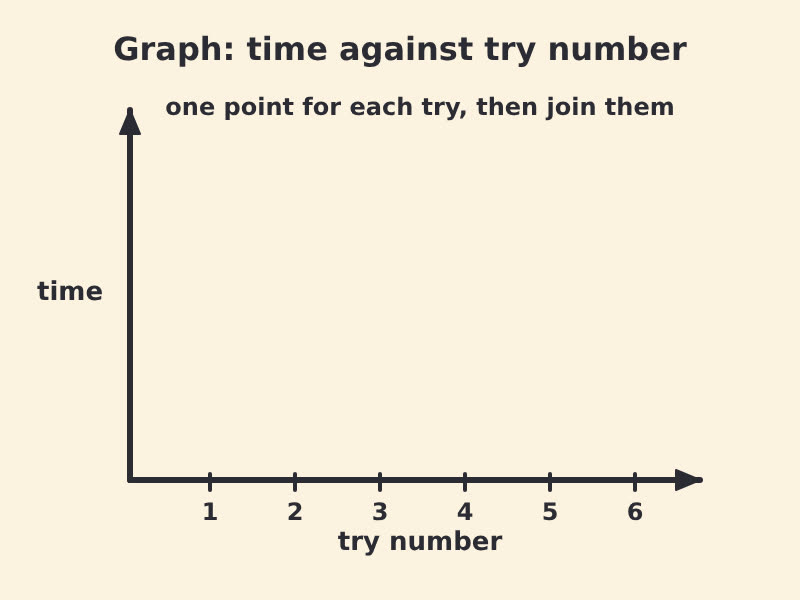 Graph: time against try number
one point for each try, then join them
time
1 2 3 4 5 6
try number